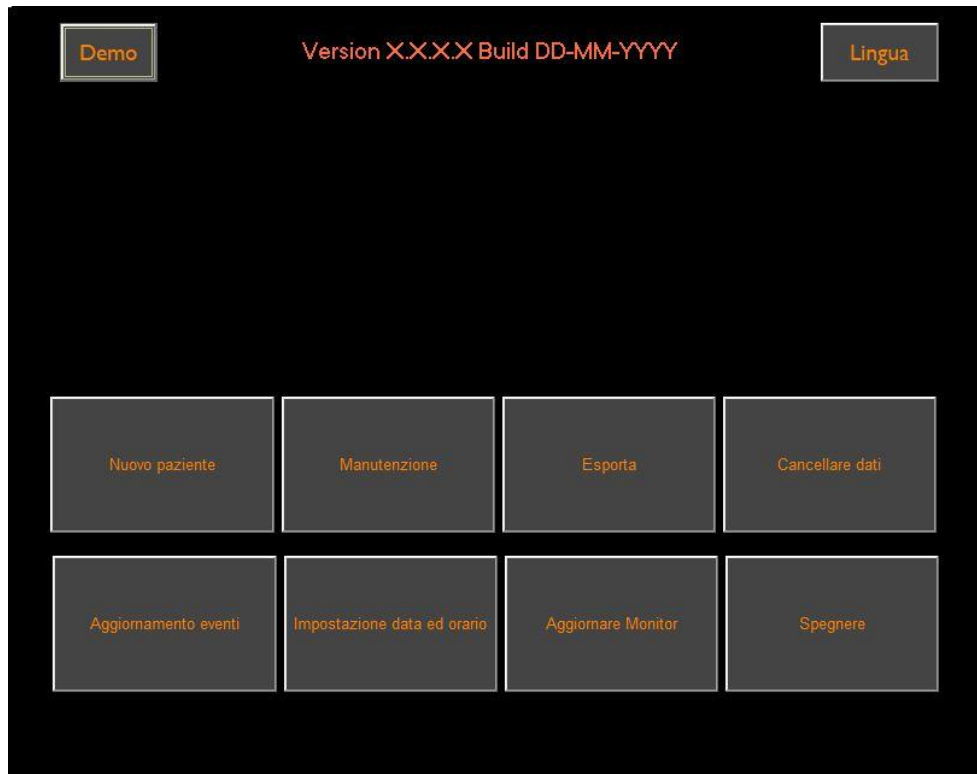 Demo
Version X.X.X.X Build DD-MM-YYYY
Lingua
Nuovo paziente
Manutenzione
Esporta
Cancellare dati
Aggiornamento eventi
Impostazione data ed orario
Aggiornare Monitor
Spegnere